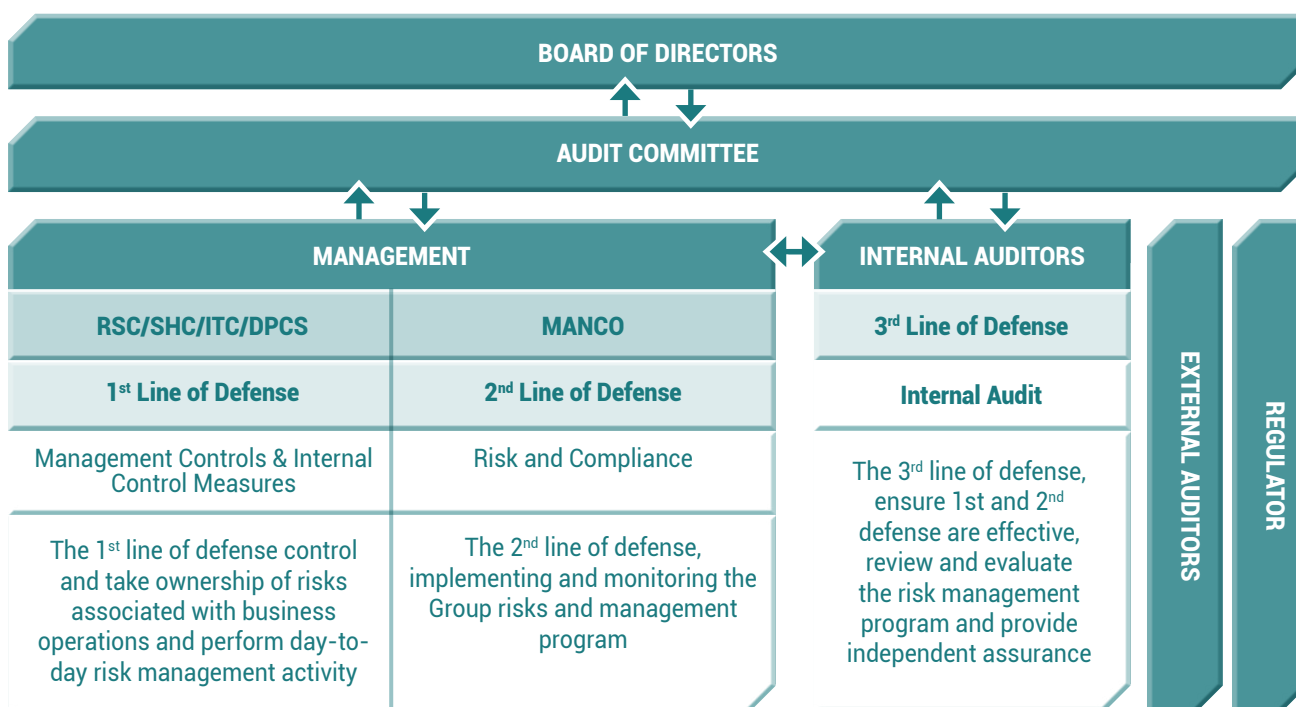 BOARD OF DIRECTORS
AUDIT COMMITTEE
MANAGEMENT
RSC/SHC/ITC/DPCS
1st Line of Defense
Management Controls & Internal
Control Measures
The 1st line of defense control
and take ownership of risks
associated with business
operations and perform day-to-
day risk management activity
MANCO
2nd Line of Defense
Risk and Compliance
The 2nd line of defense,
implementing and monitoring the
Group risks and management
program
INTERNAL AUDITORS
3rd Line of Defense
Internal Audit
The 3rd line of defense,
ensure 1st and 2nd
defense are effective,
review and evaluate
the risk management
program and provide
independent assurance
EXTERNAL AUDITORS
REGULATOR